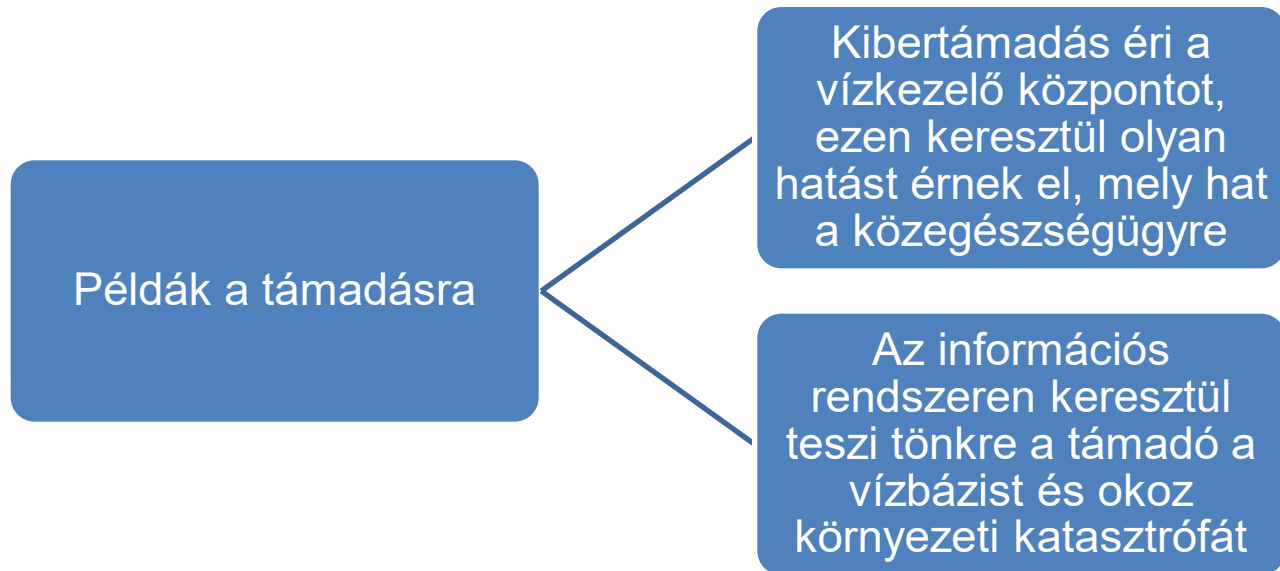 Példák a támadásra
Kibertámadás éri a
vízkezelő központot,
ezen keresztül olyan
hatást érnek el, mely hat
a közegészségügyre
Az információs
rendszeren keresztül
teszi tönkre a támadó a
vízbázist és okoz
környezeti katasztrófát